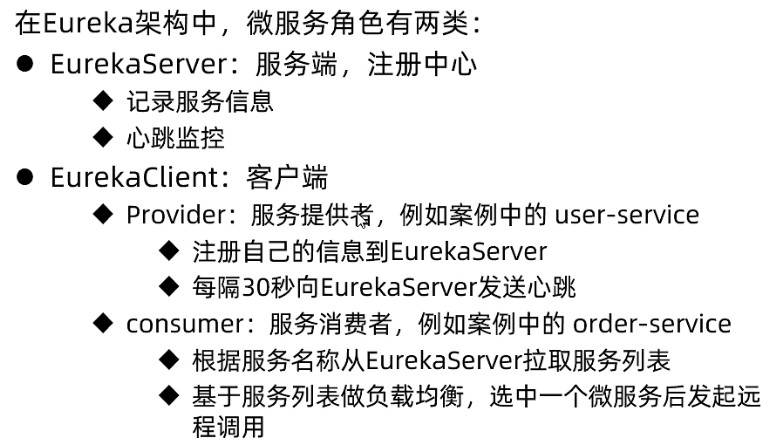 在Eureka架构中，微服务角色有两类：
● EurekaServer：服务端，注册中心
◆ 记录服务信息
◆ 心跳监控
● EurekaClient：客户端
◆ Provider：服务提供者，例如案例中的 user-service
◆ 注册自己的信息到EurekaServer
◆ 每隔30秒向EurekaServer发送心跳
◆ consumer：服务消费者，例如案例中的 order-service
◆ 根据服务名称从EurekaServer拉取服务列表
◆ 基于服务列表做负载均衡，选中一个微服务后发起远
程调用